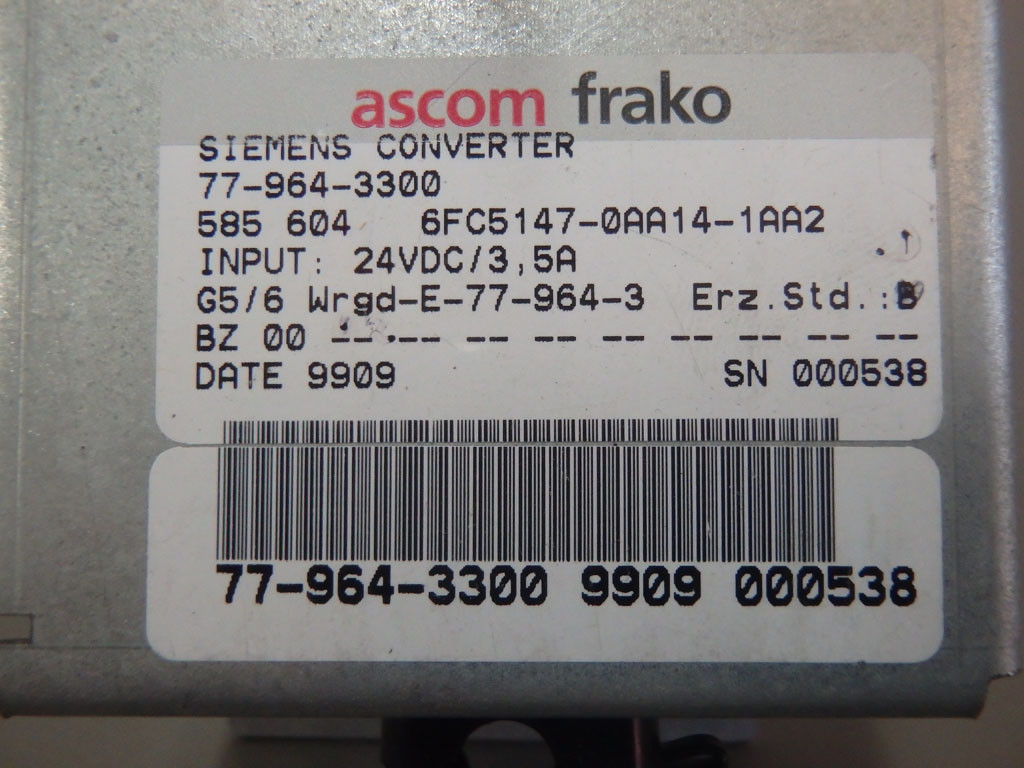 ascom frako
SIEMENS CONVERTER
77-964-3300
585 604 6FC5147-0AA14-1AA2
INPUT: 24VDC/3,5A
G5/6 Wrgd-E-77-964-3 Erz.Std.:B
BZ 00 -- -- -- -- -- -- -- -- --
DATE 9909 SN 000538
77-964-3300 9909 000538